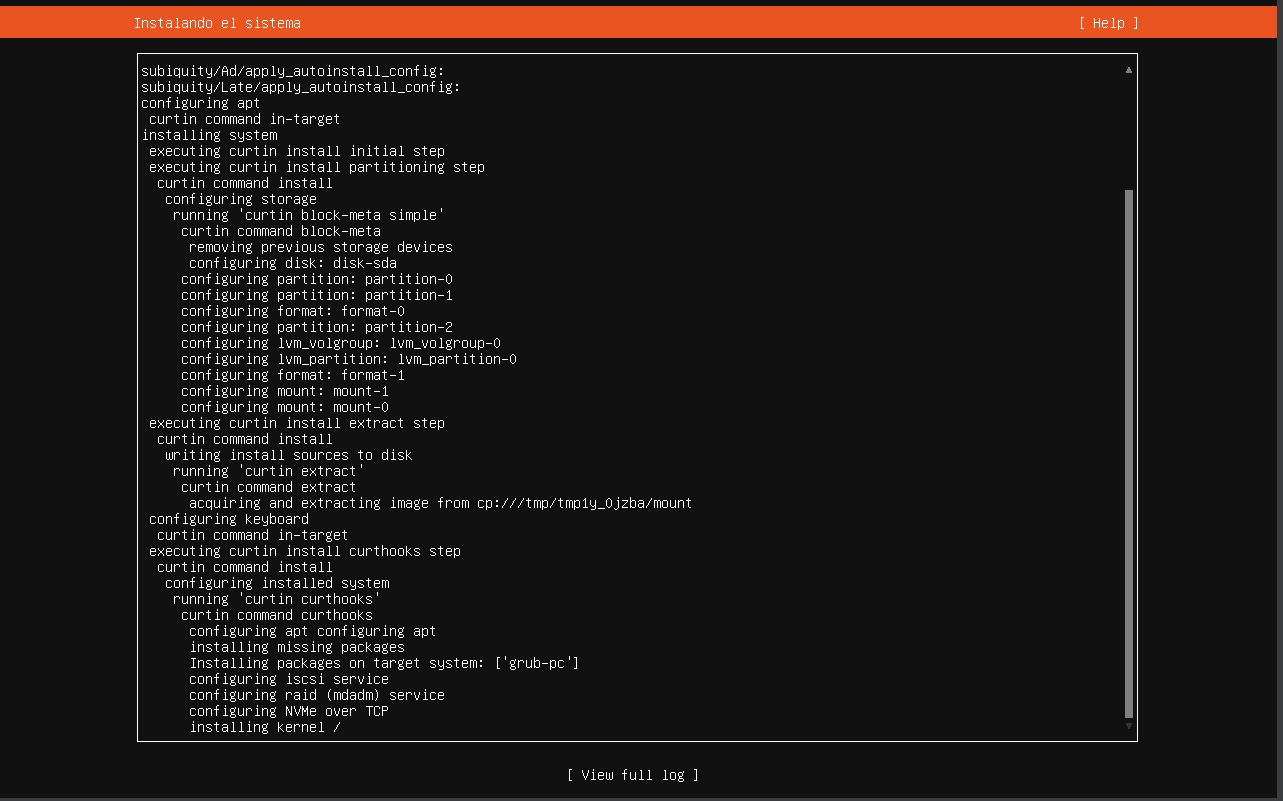 Instalando el sistema
[ Help ]
subiquity/Ad/apply_autoinstall_config:
subiquity/Late/apply_autoinstall_config:
configuring apt
curtin command in-target
installing system
executing curtin install initial step
executing curtin install partitioning step
curtin command install
configuring storage
running 'curtin block-meta simple'
curtin command block-meta
removing previous storage devices
configuring disk: disk-sda
configuring partition: partition-0
configuring partition: partition-1
configuring format: format-0
configuring partition: partition-2
configuring lvm_volgroup: lvm_volgroup-0
configuring lvm_partition: lvm_partition-0
configuring format: format-1
configuring mount: mount-1
configuring mount: mount-0
executing curtin install extract step
curtin command install
writing install sources to disk
running 'curtin extract'
curtin command extract
acquiring and extracting image from cp:///tmp/tmp1y_0jzba/mount
configuring keyboard
curtin command in-target
executing curtin install curthooks step
curtin command install
configuring installed system
running 'curtin curthooks'
curtin command curthooks
configuring apt configuring apt
installing missing packages
Installing packages on target system: ['grub-pc']
configuring iscsi service
configuring raid (mdadm) service
configuring NVMe over TCP
installing kernel /
[ View full log ]